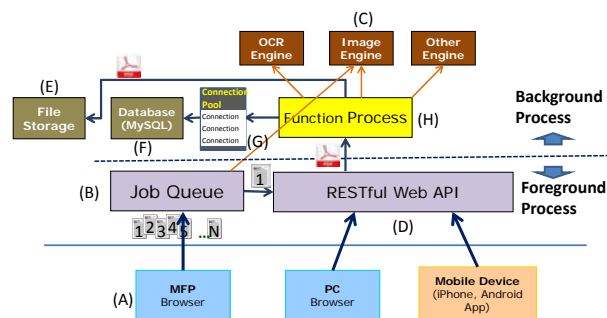 (C)
OCR
Engine
Image
Engine
Other
Engine
(E)
File
Storage
Database
(MySQL)
(F)
Connection
Pool
Connection
Connection
Connection
(G)
Function Process
(H)
Background
Process
Foreground
Process
(B)
Job Queue
1
RESTful Web API
(D)
1 2 3 4 5 ...N
(A)
MFP
Browser
PC
Browser
Mobile Device
(iPhone, Android
App)